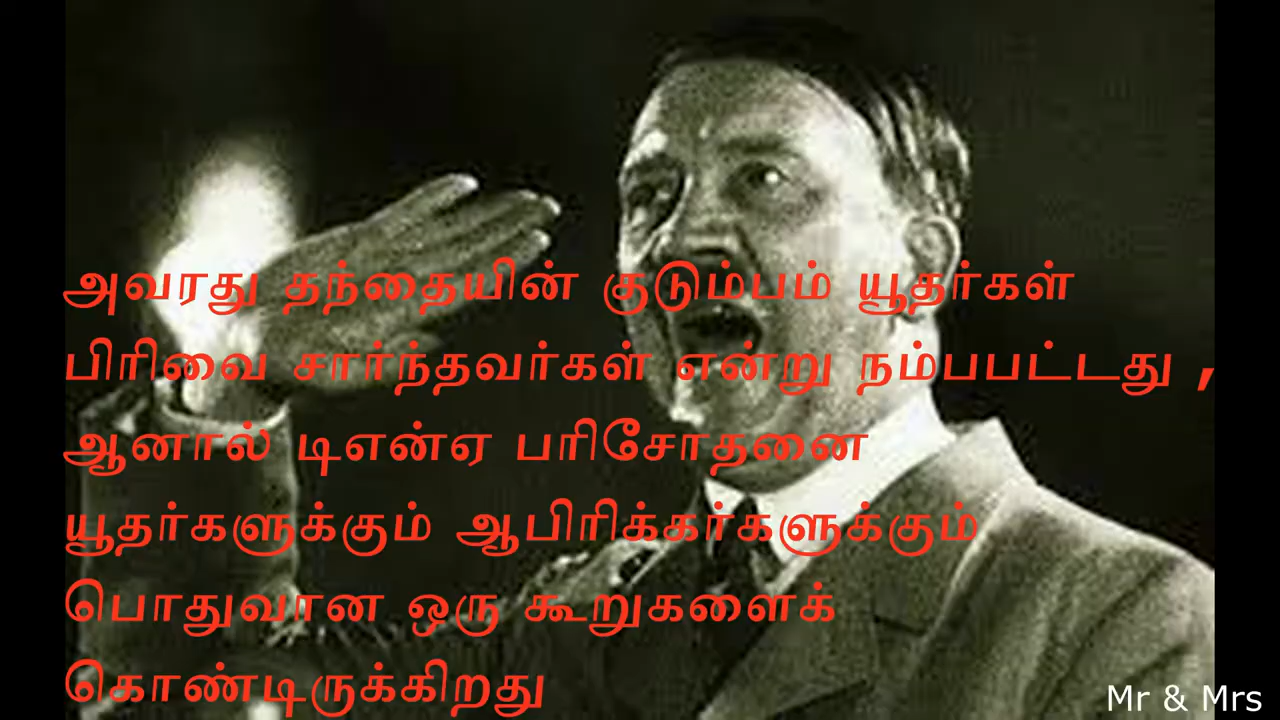 அவரது தந்தையின் குடும்பம் யூதர்கள்
பிரிவை சார்ந்தவர்கள் என்று நம்பபட்டது ,
ஆனால் டிஎன்ஏ பரிசோதனை
யூதர்களுக்கும் ஆபிரிக்கர்களுக்கும்
பொதுவான ஒரு கூறுகளைக்
கொண்டிருக்கிறது
Mr & Mrs